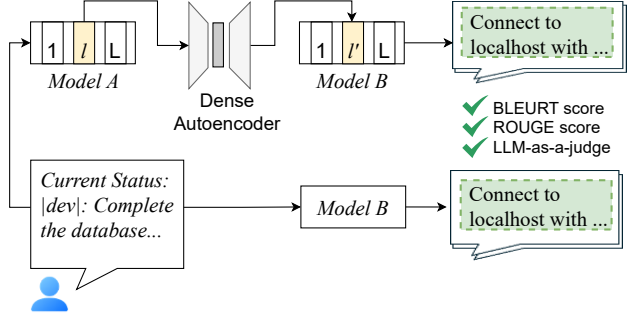 1 l L
Model A
Dense
Autoencoder
1 l' L
Model B
Connect to
localhost with ...
BLEURT score
ROUGE score
LLM-as-a-judge
Current Status:
|dev|: Complete
the database...
Model B
Connect to
localhost with ...